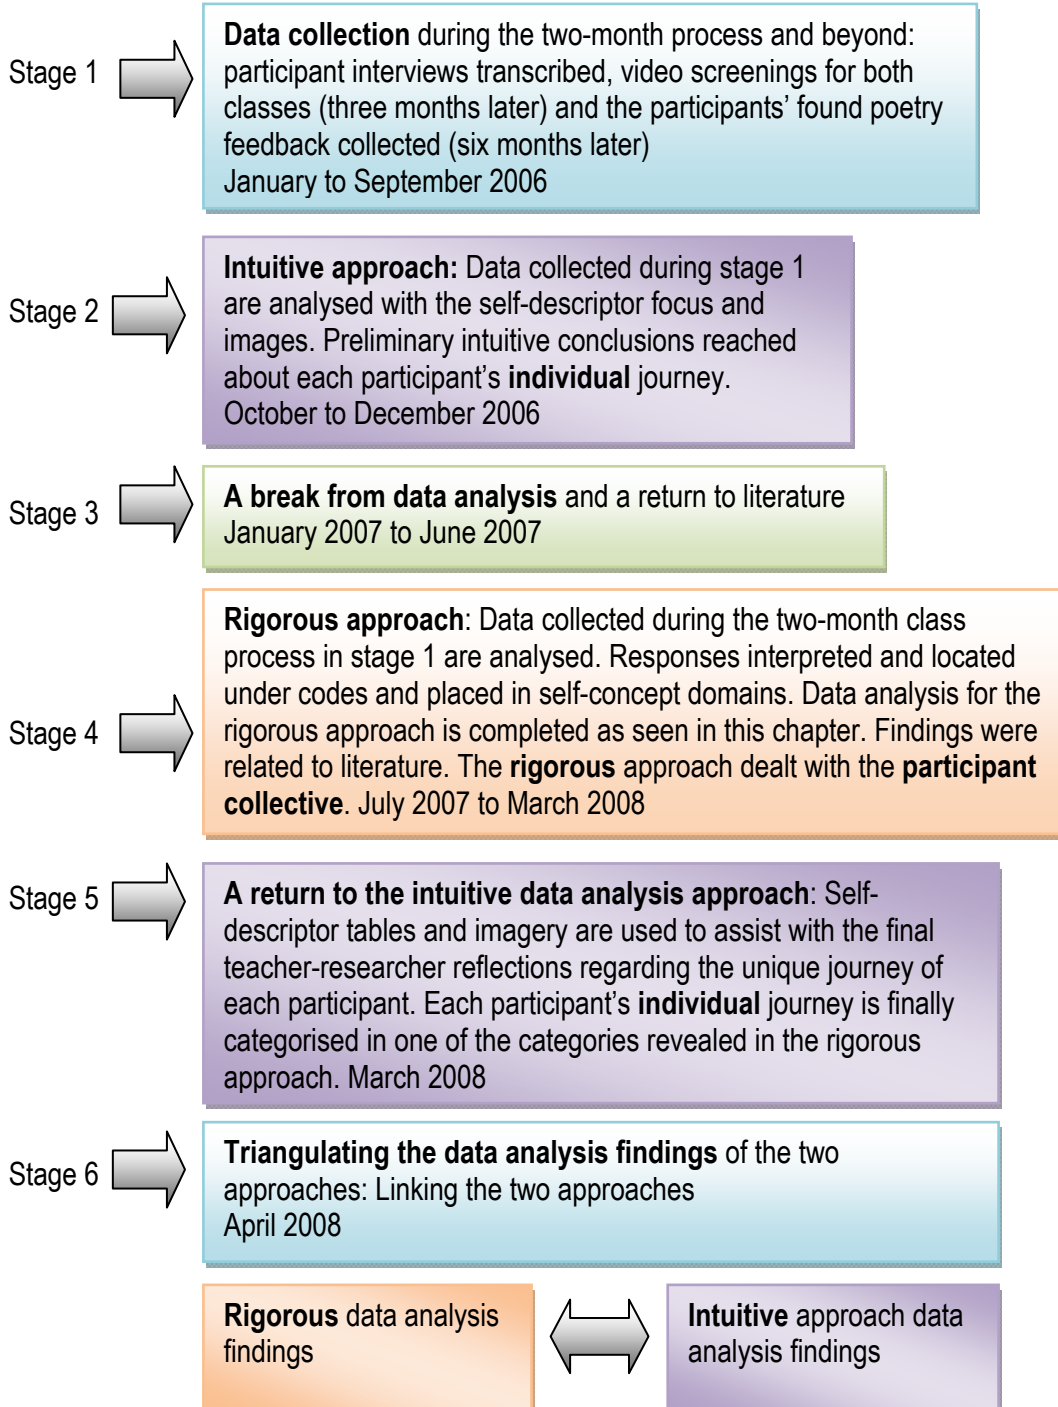 Stage 1
Data collection during the two-month process and beyond:
participant interviews transcribed, video screenings for both
classes (three months later) and the participants’ found poetry
feedback collected (six months later)
January to September 2006
Stage 2
Intuitive approach: Data collected during stage 1
are analysed with the self-descriptor focus and
images. Preliminary intuitive conclusions reached
about each participant’s individual journey.
October to December 2006
Stage 3
A break from data analysis and a return to literature
January 2007 to June 2007
Stage 4
Rigorous approach: Data collected during the two-month class
process in stage 1 are analysed. Responses interpreted and located
under codes and placed in self-concept domains. Data analysis for the
rigorous approach is completed as seen in this chapter. Findings were
related to literature. The rigorous approach dealt with the participant
collective. July 2007 to March 2008
Stage 5
A return to the intuitive data analysis approach: Self-
descriptor tables and imagery are used to assist with the final
teacher-researcher reflections regarding the unique journey of
each participant. Each participant’s individual journey is finally
categorised in one of the categories revealed in the rigorous
approach. March 2008
Stage 6
Triangulating the data analysis findings of the two
approaches: Linking the two approaches
April 2008
Rigorous data analysis
findings
Intuitive approach data
analysis findings